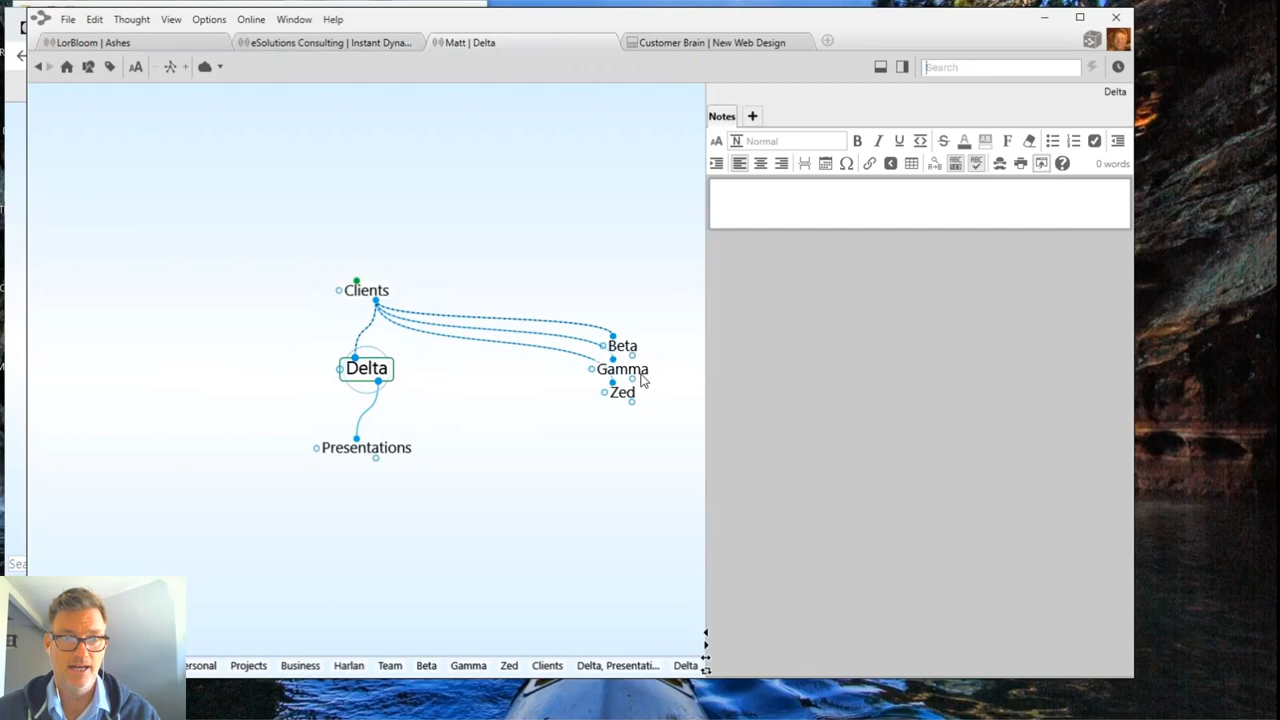 File Edit Thought View Options Online Window Help
LorBloom | Ashes
eSolutions Consulting | Instant Dyna...
Matt | Delta
Customer Brain | New Web Design
Search
Delta
Notes
Normal
0 words
Clients
Beta
Delta
Gamma
Zed
Presentations
Sea
ersonal Projects Business Harlan Team Beta Gamma Zed Clients Delta, Presentati... Delta